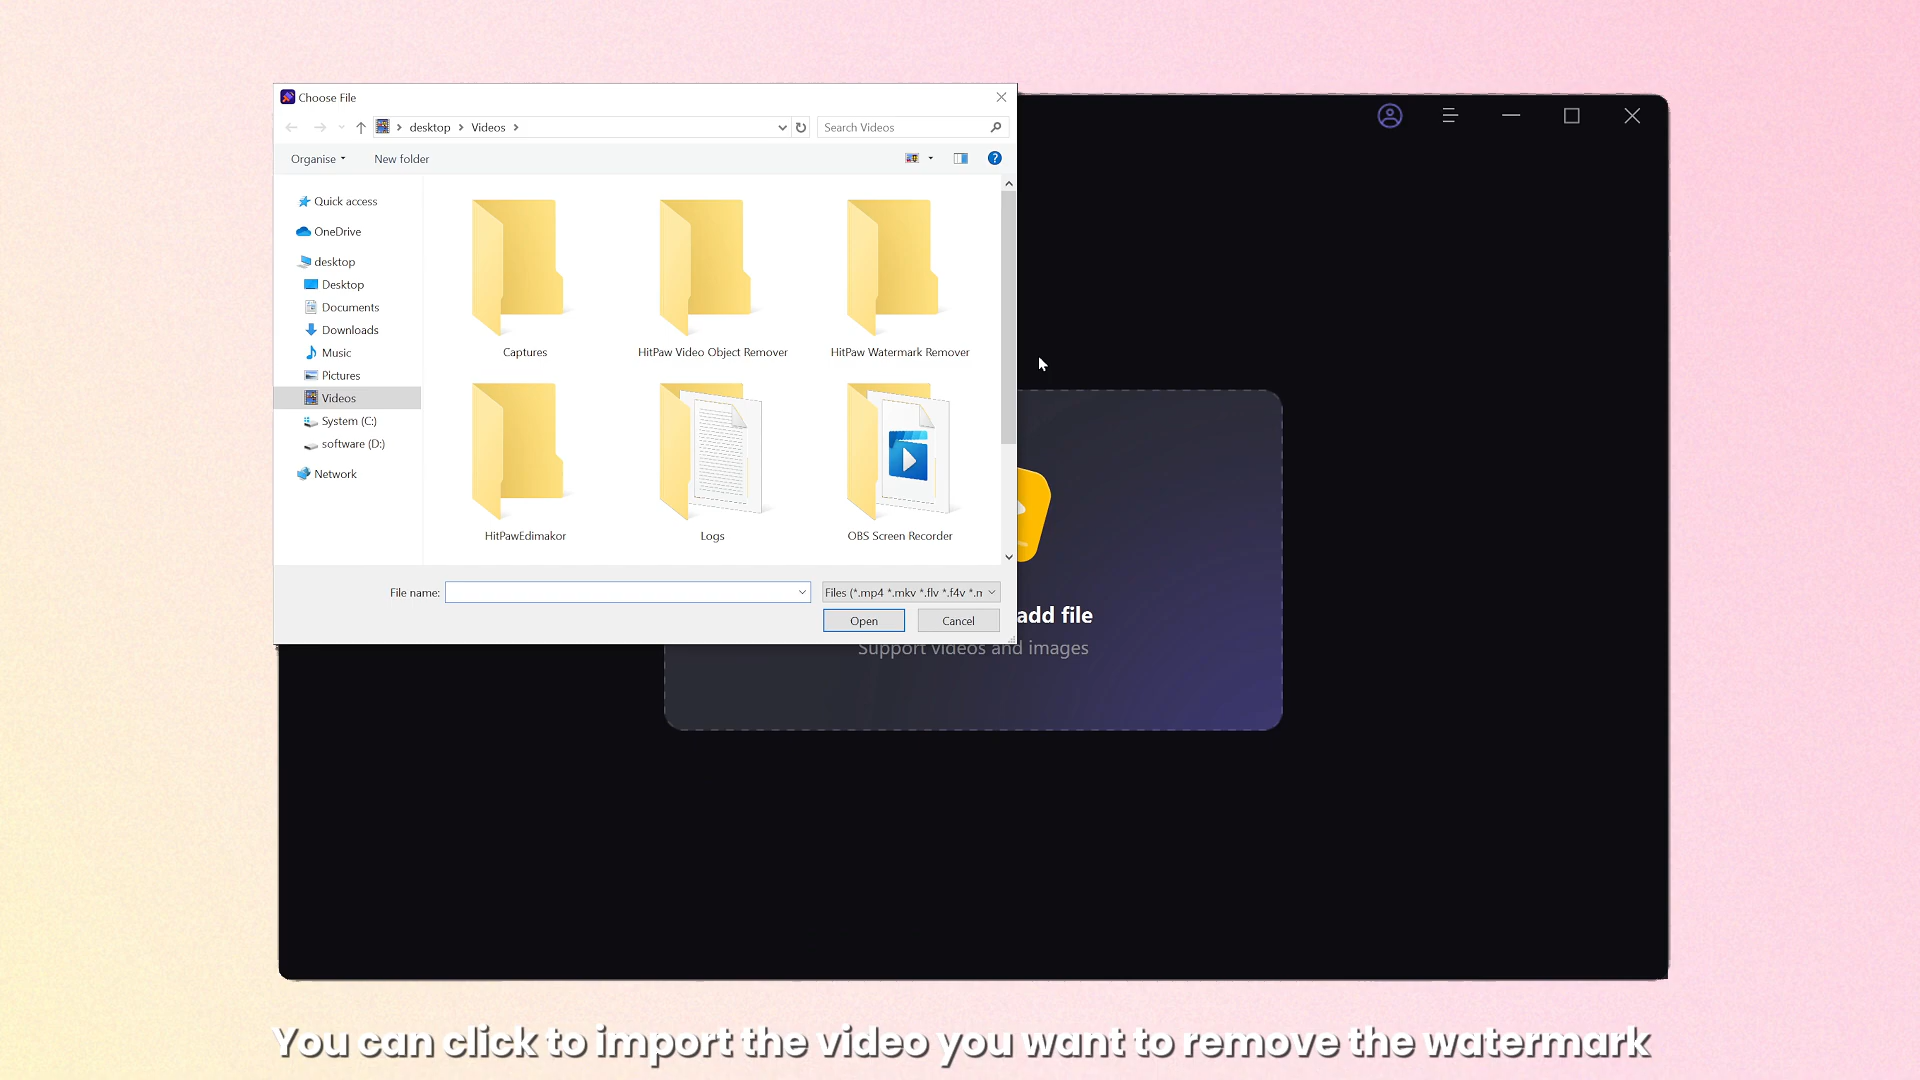 Choose File
desktop
Videos
Search Videos
Organise
New folder
Quick access
OneDrive
desktop
Desktop
Documents
Downloads
Music
Pictures
Videos
System (C:)
software (D:)
Network
Captures
HitPaw Video Object Remover
HitPaw Watermark Remover
HitPawEdimakor
Logs
OBS Screen Recorder
File name:
Files (*.mp4 *.mkv *.flv *.f4v *.n
Open
Cancel
add file
Support videos and images
You can click to import the video you want to remove the watermark